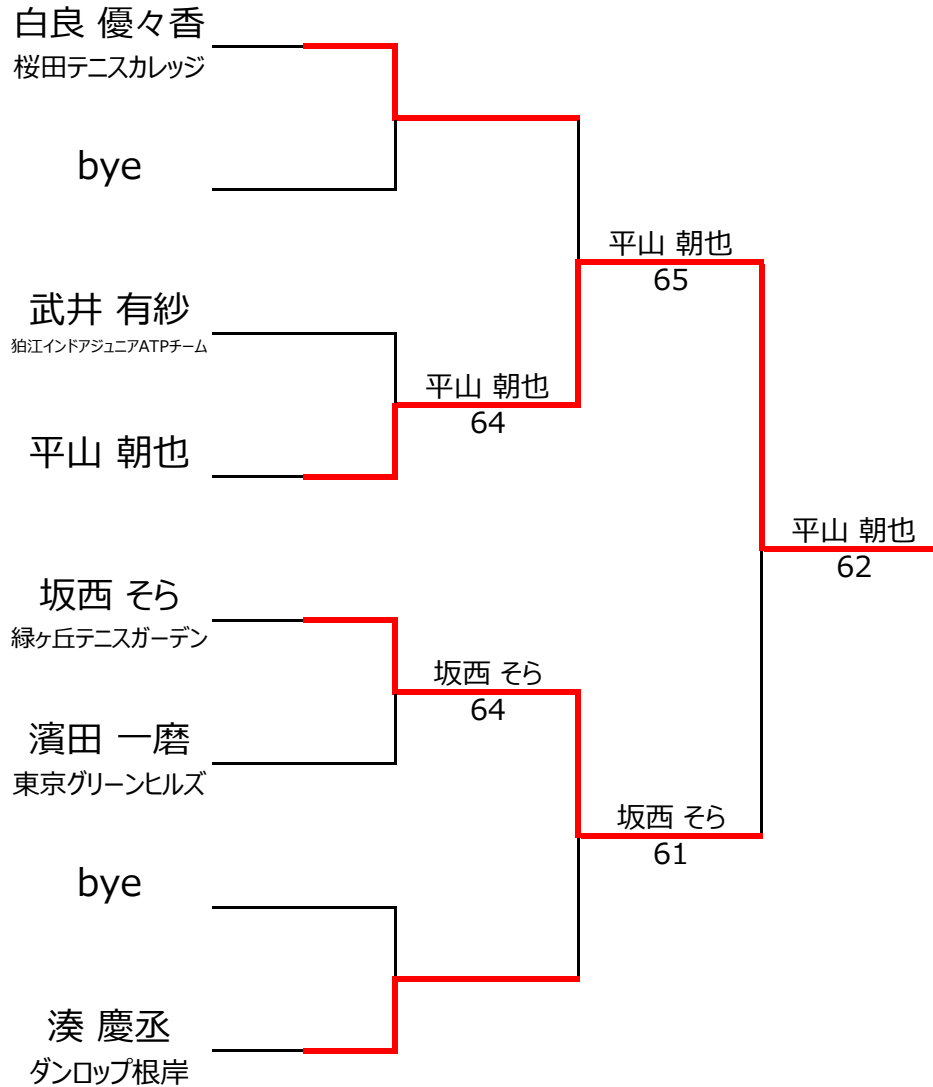 白良 優々香
桜田テニスカレッジ
bye
平山 朝也
65
武井 有紗
狛江インドアジュニアATPチーム
平山 朝也
64
平山 朝也
平山 朝也
62
坂西 そら
緑ヶ丘テニスガーデン
坂西 そら
64
濱田 一磨
東京グリーンヒルズ
坂西 そら
61
bye
湊 慶丞
ダンロップ根岸